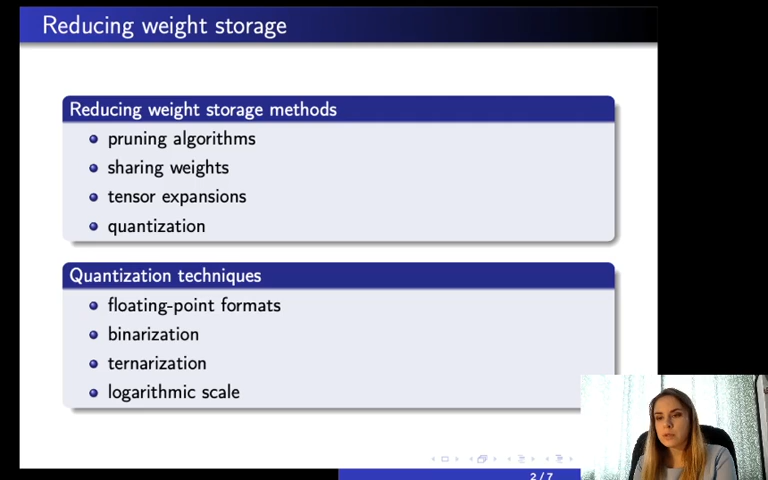 Reducing weight storage
Reducing weight storage methods
pruning algorithms
sharing weights
tensor expansions
quantization
Quantization techniques
floating-point formats
binarization
ternarization
logarithmic scale
2 / 7